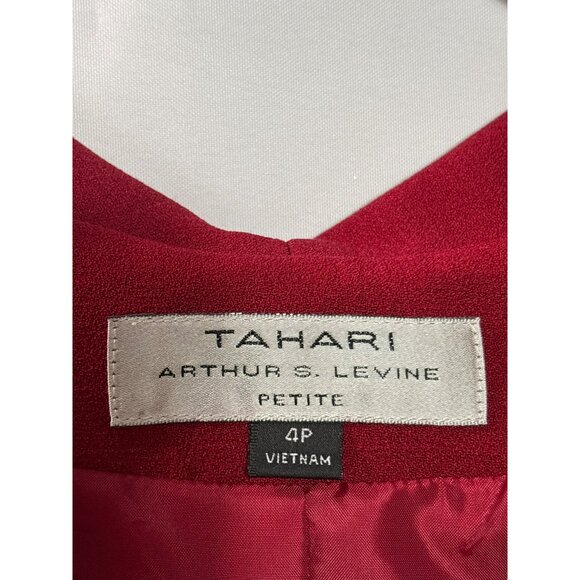 TAHARI
ARTHUR S. LEVINE
PETITE
4P
VIETNAM